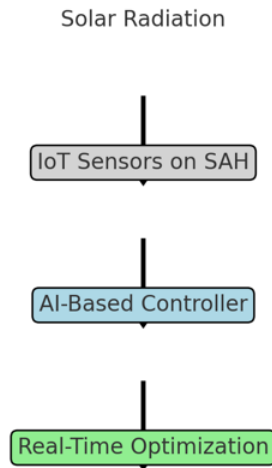 Solar Radiation
IoT Sensors on SAH
AI-Based Controller
Real-Time Optimization